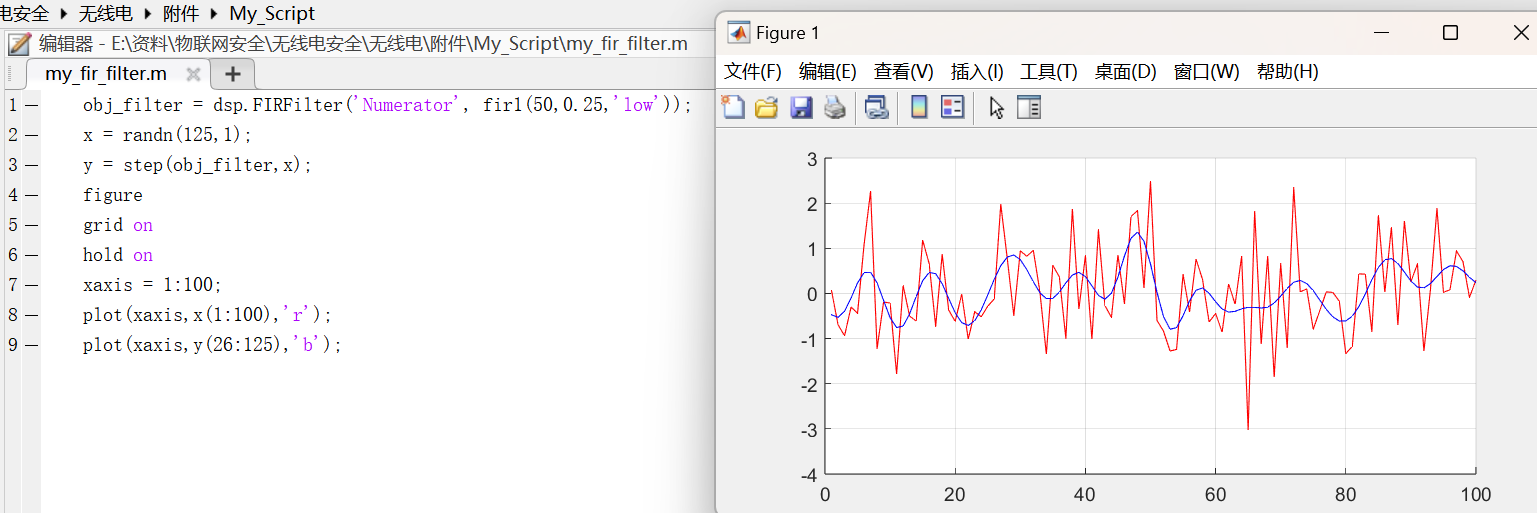 电安全 ▶ 无线电 ▶ 附件 ▶ My_Script
编辑器 - E:\资料\物联网安全\无线电安全\无线电\附件\My_Script\my_fir_filter.m
my_fir_filter.m
1 — obj_filter = dsp.FIRFilter('Numerator', fir1(50,0.25,'low'));
2 — x = randn(125,1);
3 — y = step(obj_filter,x);
4 — figure
5 — grid on
6 — hold on
7 — xaxis = 1:100;
8 — plot(xaxis,x(1:100),'r');
9 — plot(xaxis,y(26:125),'b');
Figure 1
文件(F) 编辑(E) 查看(V) 插入(I) 工具(T) 桌面(D) 窗口(W) 帮助(H)
3
2
1
0
-1
-2
-3
-4
0 20 40 60 80 100